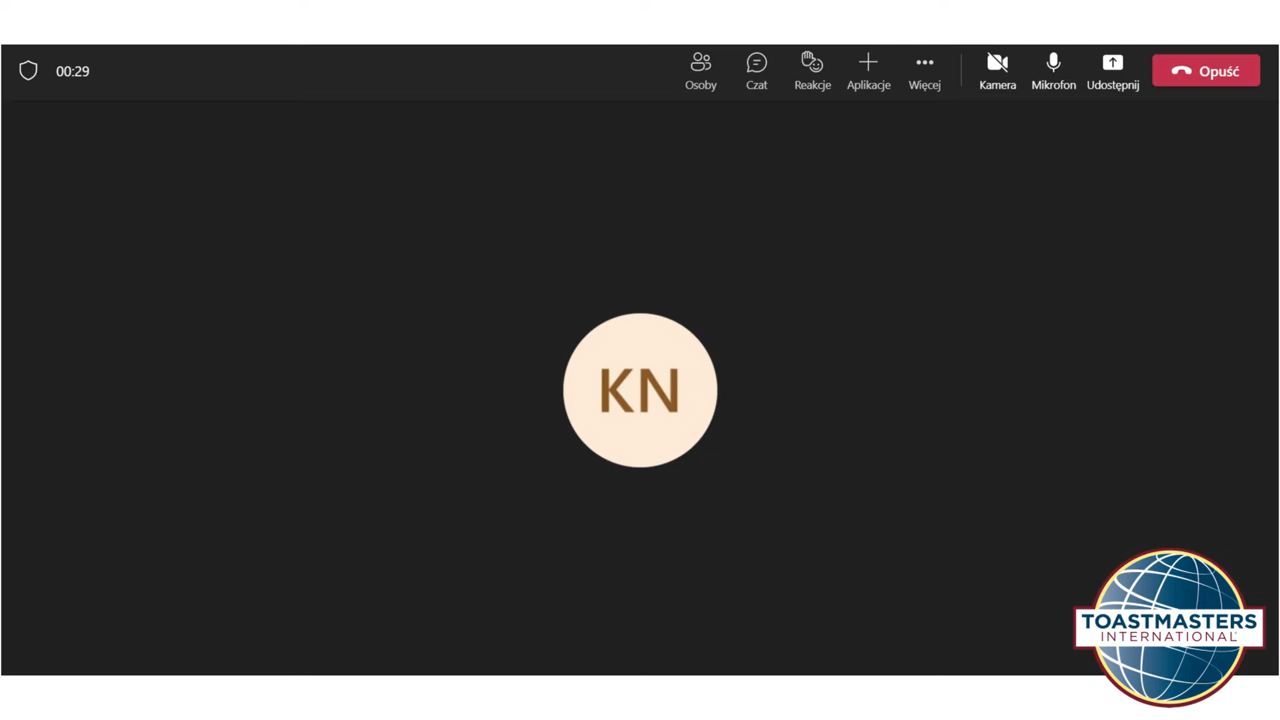 00:29
Osoby
Czat
Reakcje
Aplikacje
Więcej
Kamera
Mikrofon
Udostępnij
Opuść
KN
TOASTMASTERS
INTERNATIONAL